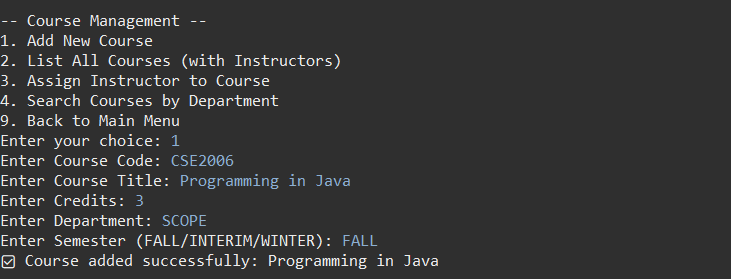 -- Course Management --
1. Add New Course
2. List All Courses (with Instructors)
3. Assign Instructor to Course
4. Search Courses by Department
9. Back to Main Menu
Enter your choice: 1
Enter Course Code: CSE2006
Enter Course Title: Programming in Java
Enter Credits: 3
Enter Department: SCOPE
Enter Semester (FALL/INTERIM/WINTER): FALL
☑ Course added successfully: Programming in Java